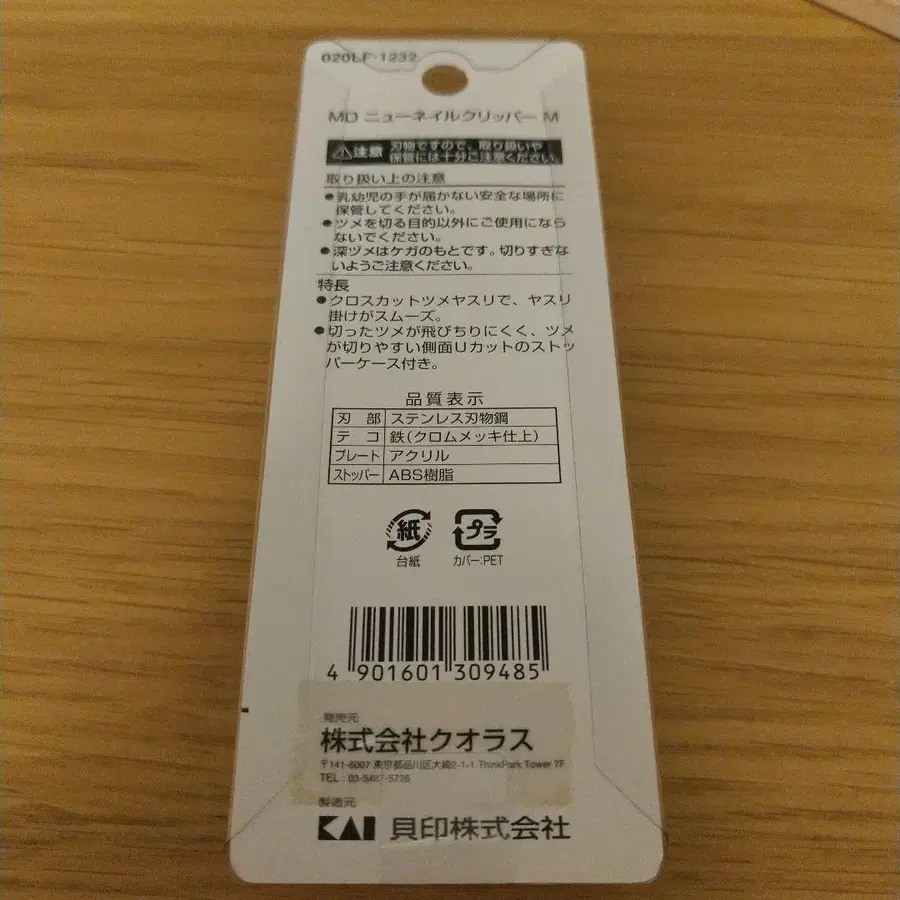 020LF-1232
MD ニューネイルクリッパー M
注意 刃物ですので、取り扱いや
保管には十分ご注意ください。
取り扱い上の注意
●乳幼児の手が届かない安全な場所に
保管してください。
●ツメを切る目的以外にご使用になら
ないでください。
●深ヅメはケガのもとです。切りすぎな
いようご注意ください。
特長
●クロスカットツメヤスリで、ヤスリ
掛けがスムーズ。
●切ったツメが飛びちりにくく、ツメ
が切りやすい側面Uカットのストッ
パーケース付き。
品質表示
刃部 ステンレス刃物鋼
テコ 鉄(クロムメッキ仕上)
プレート アクリル
ストッパー ABS樹脂
紙 プラ
台紙 カバー:PET
4 901601 309485
発売元
株式会社クオラス
〒141-6007 東京都品川区大崎2-1-1 ThinkPark Tower 7F
TEL : 03-5487-5726
製造元
KAI 貝印株式会社